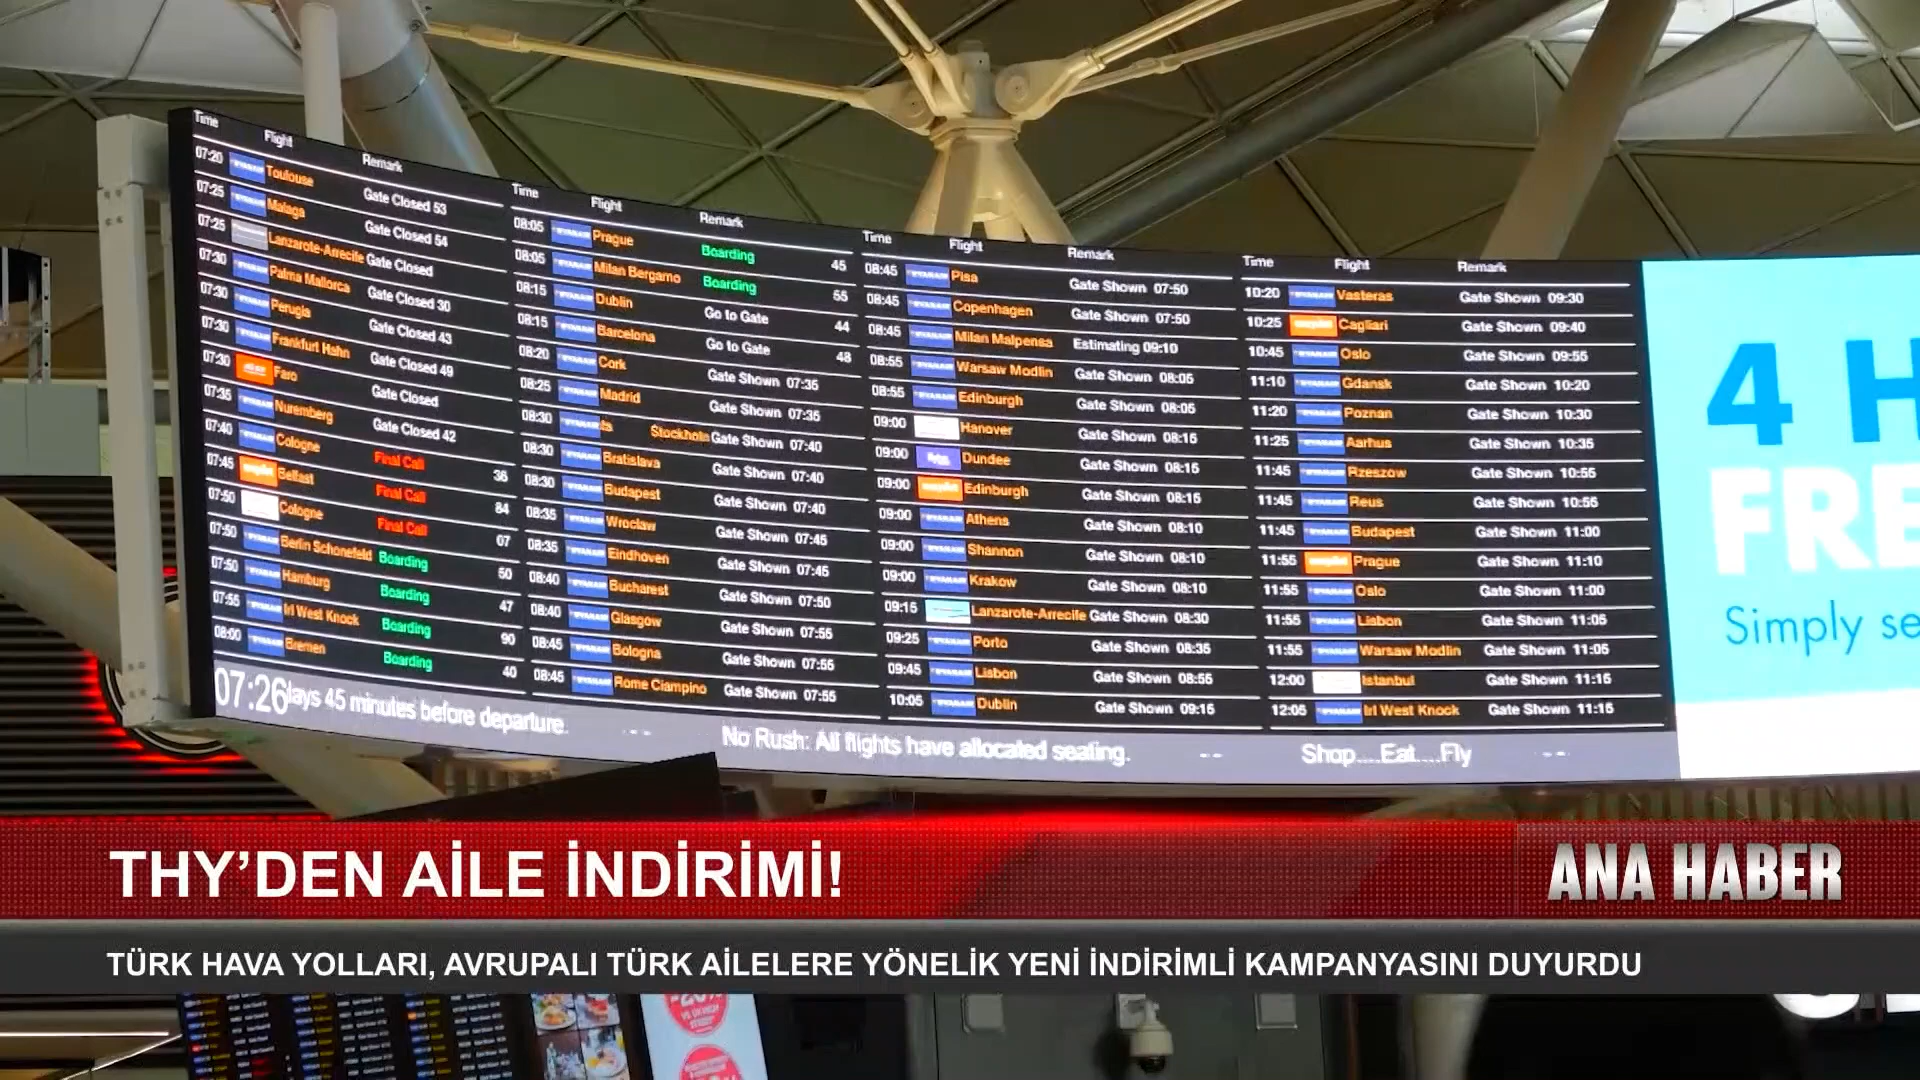 Time Flight Remark
07:20 Toulouse Gate Closed 53
07:25 Malaga Gate Closed 54
07:25 Lanzarote-Arrecife Gate Closed
07:30 Palma Mallorca Gate Closed 30
07:30 Perugia Gate Closed 43
07:30 Frankfurt Hahn Gate Closed 49
07:30 Faro Gate Closed
07:35 Nuremberg Gate Closed 42
07:40 Cologne Final Call 36
07:45 Belfast Final Call 84
07:50 Cologne Final Call 07
07:50 Berlin Schonefeld Boarding 50
07:50 Hamburg Boarding 47
07:55 Irl West Knock Boarding 90
08:00 Bremen Boarding 40
Time Flight Remark
08:05 Prague Boarding 45
08:05 Milan Bergamo Boarding 55
08:15 Dublin Go to Gate 44
08:15 Barcelona Go to Gate 48
08:20 Cork Gate Shown 07:35
08:25 Madrid Gate Shown 07:35
08:30 Stockholm Gate Shown 07:40
08:30 Bratislava Gate Shown 07:40
08:30 Budapest Gate Shown 07:40
08:35 Wroclaw Gate Shown 07:45
08:35 Eindhoven Gate Shown 07:45
08:40 Bucharest Gate Shown 07:50
08:40 Glasgow Gate Shown 07:55
08:45 Bologna Gate Shown 07:55
08:45 Rome Ciampino Gate Shown 07:55
Time Flight Remark
08:45 Pisa Gate Shown 07:50
08:45 Copenhagen Gate Shown 07:50
08:45 Milan Malpensa Estimating 09:10
08:55 Warsaw Modlin Gate Shown 08:05
08:55 Edinburgh Gate Shown 08:05
09:00 Hanover Gate Shown 08:15
09:00 Dundee Gate Shown 08:15
09:00 Edinburgh Gate Shown 08:15
09:00 Athens Gate Shown 08:10
09:00 Shannon Gate Shown 08:10
09:00 Krakow Gate Shown 08:10
09:15 Lanzarote-Arrecife Gate Shown 08:30
09:25 Porto Gate Shown 08:35
09:45 Lisbon Gate Shown 08:55
10:05 Dublin Gate Shown 09:15
Time Flight Remark
10:20 Vasteras Gate Shown 09:30
10:25 Cagliari Gate Shown 09:40
10:45 Oslo Gate Shown 09:55
11:10 Gdansk Gate Shown 10:20
11:20 Poznan Gate Shown 10:30
11:25 Aarhus Gate Shown 10:35
11:45 Rzeszow Gate Shown 10:55
11:45 Reus Gate Shown 10:55
11:45 Budapest Gate Shown 11:00
11:55 Prague Gate Shown 11:10
11:55 Oslo Gate Shown 11:00
11:55 Lisbon Gate Shown 11:05
11:55 Warsaw Modlin Gate Shown 11:05
12:00 Istanbul Gate Shown 11:15
12:05 Irl West Knock Gate Shown 11:15
07:26 lays 45 minutes before departure. -- No Rush: All flights have allocated seating. -- Shop....Eat....Fly --
4 H
FRE
Simply se
THY'DEN AİLE İNDİRİMİ!
ANA HABER
TÜRK HAVA YOLLARI, AVRUPALI TÜRK AİLELERE YÖNELİK YENİ İNDİRİMLİ KAMPANYASINI DUYURDU